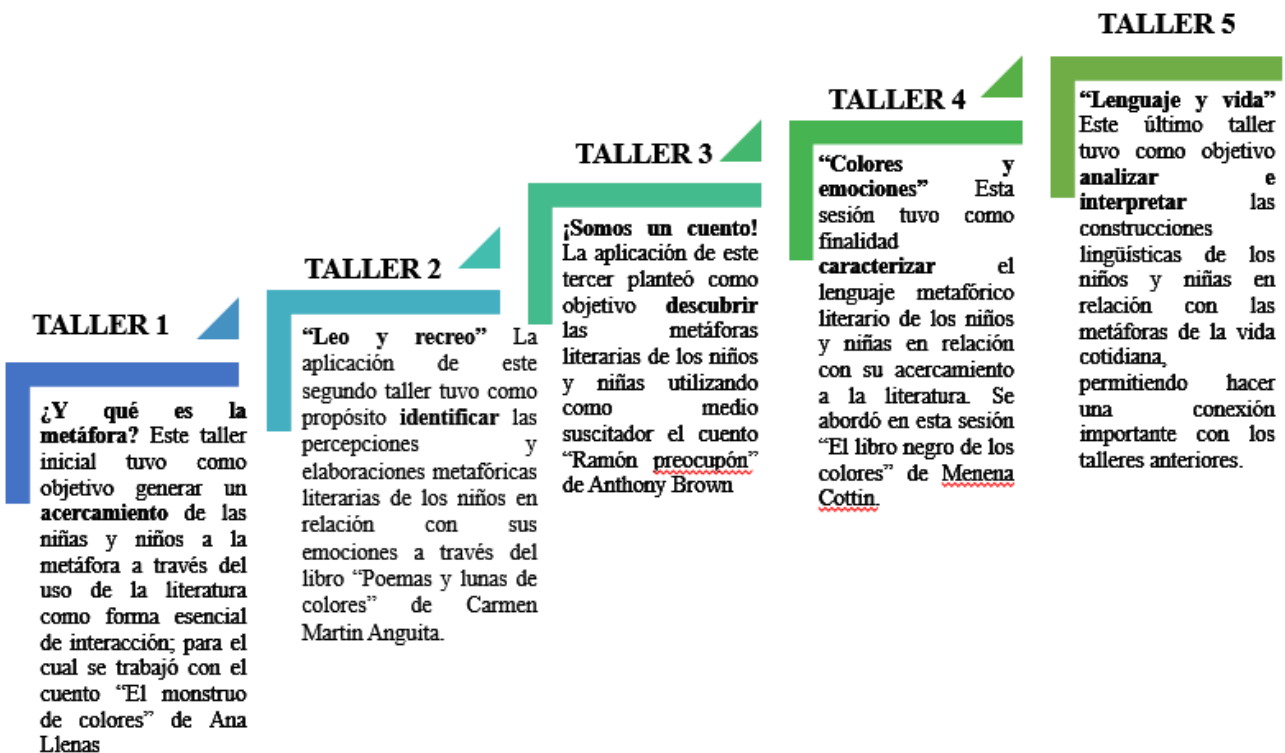 TALLER 1
¿Y qué es la
metáfora? Este taller
inicial tuvo como
objetivo generar un
acercamiento de las
niñas y niños a la
metáfora a través del
uso de la literatura
como forma esencial
de interacción; para el
cual se trabajó con el
cuento “El monstruo
de colores” de Ana
Llenas
TALLER 2
“Leo y recreo” La
aplicación de este
segundo taller tuvo como
propósito identificar las
percepciones y
elaboraciones metafóricas
literarias de los niños en
relación con sus
emociones a través del
libro “Poemas y lunas de
colores” de Carmen
Martin Anguita.
TALLER 3
¡Somos un cuento!
La aplicación de este
tercer planteó como
objetivo descubrir
las metáforas
literarias de los niños
y niñas utilizando
como medio
suscitador el cuento
“Ramón preocupón”
de Anthony Brown
TALLER 4
“Colores y
emociones” Esta
sesión tuvo como
finalidad
caracterizar el
lenguaje metafórico
literario de los niños
y niñas en relación
con su acercamiento
a la literatura. Se
abordó en esta sesión
“El libro negro de los
colores” de Menena
Cottin.
TALLER 5
“Lenguaje y vida”
Este último taller
tuvo como objetivo
analizar e
interpretar las
construcciones
lingüísticas de los
niños y niñas en
relación con las
metáforas de la vida
cotidiana,
permitiendo hacer
una conexión
importante con los
talleres anteriores.